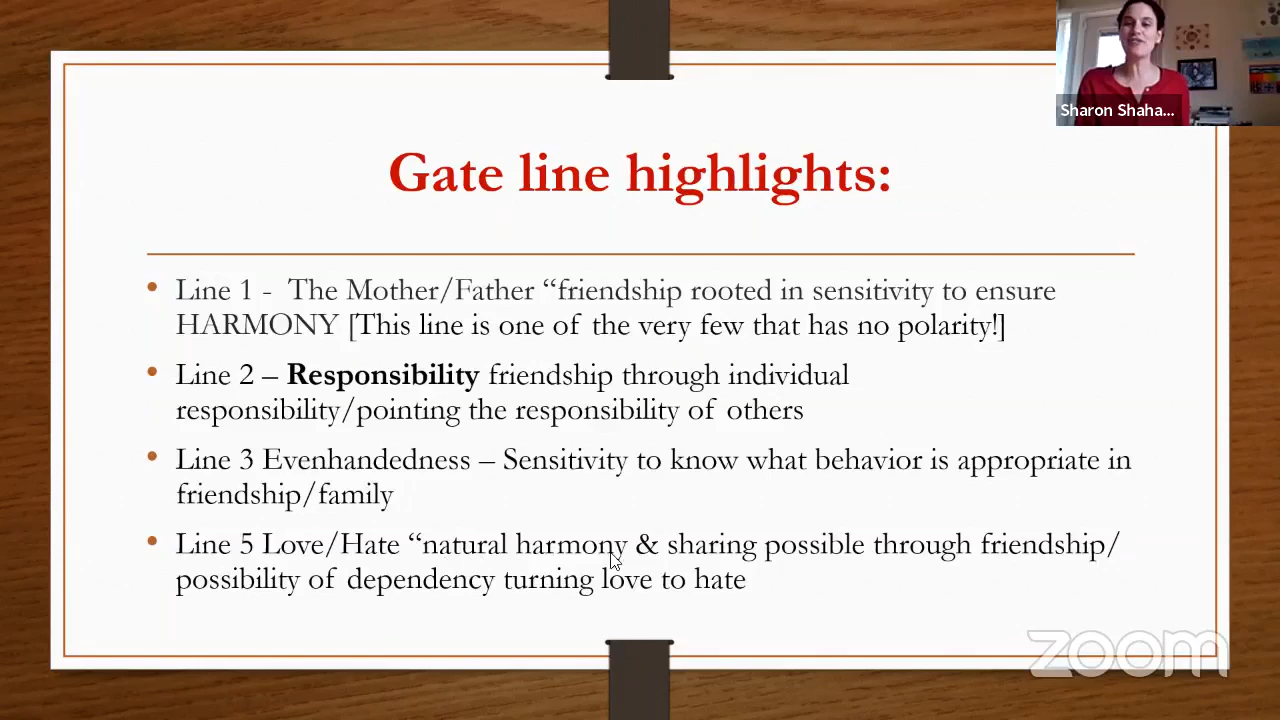 Sharon Shaha...
Gate line highlights:
• Line 1 - The Mother/Father “friendship rooted in sensitivity to ensure
HARMONY [This line is one of the very few that has no polarity!]
• Line 2 – Responsibility friendship through individual
responsibility/pointing the responsibility of others
• Line 3 Evenhandedness – Sensitivity to know what behavior is appropriate in
friendship/family
• Line 5 Love/Hate “natural harmony & sharing possible through friendship/
possibility of dependency turning love to hate
zoom